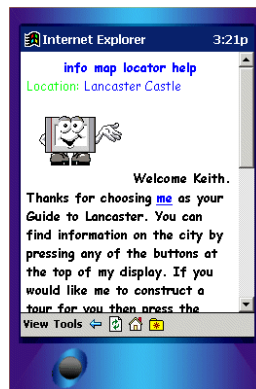 Internet Explorer 3:21p
info map locator help
Location: Lancaster Castle
Welcome Keith.
Thanks for choosing me as your
Guide to Lancaster. You can
find information on the city by
pressing any of the buttons at
the top of my display. If you
would like me to construct a
tour for you then press the
View Tools